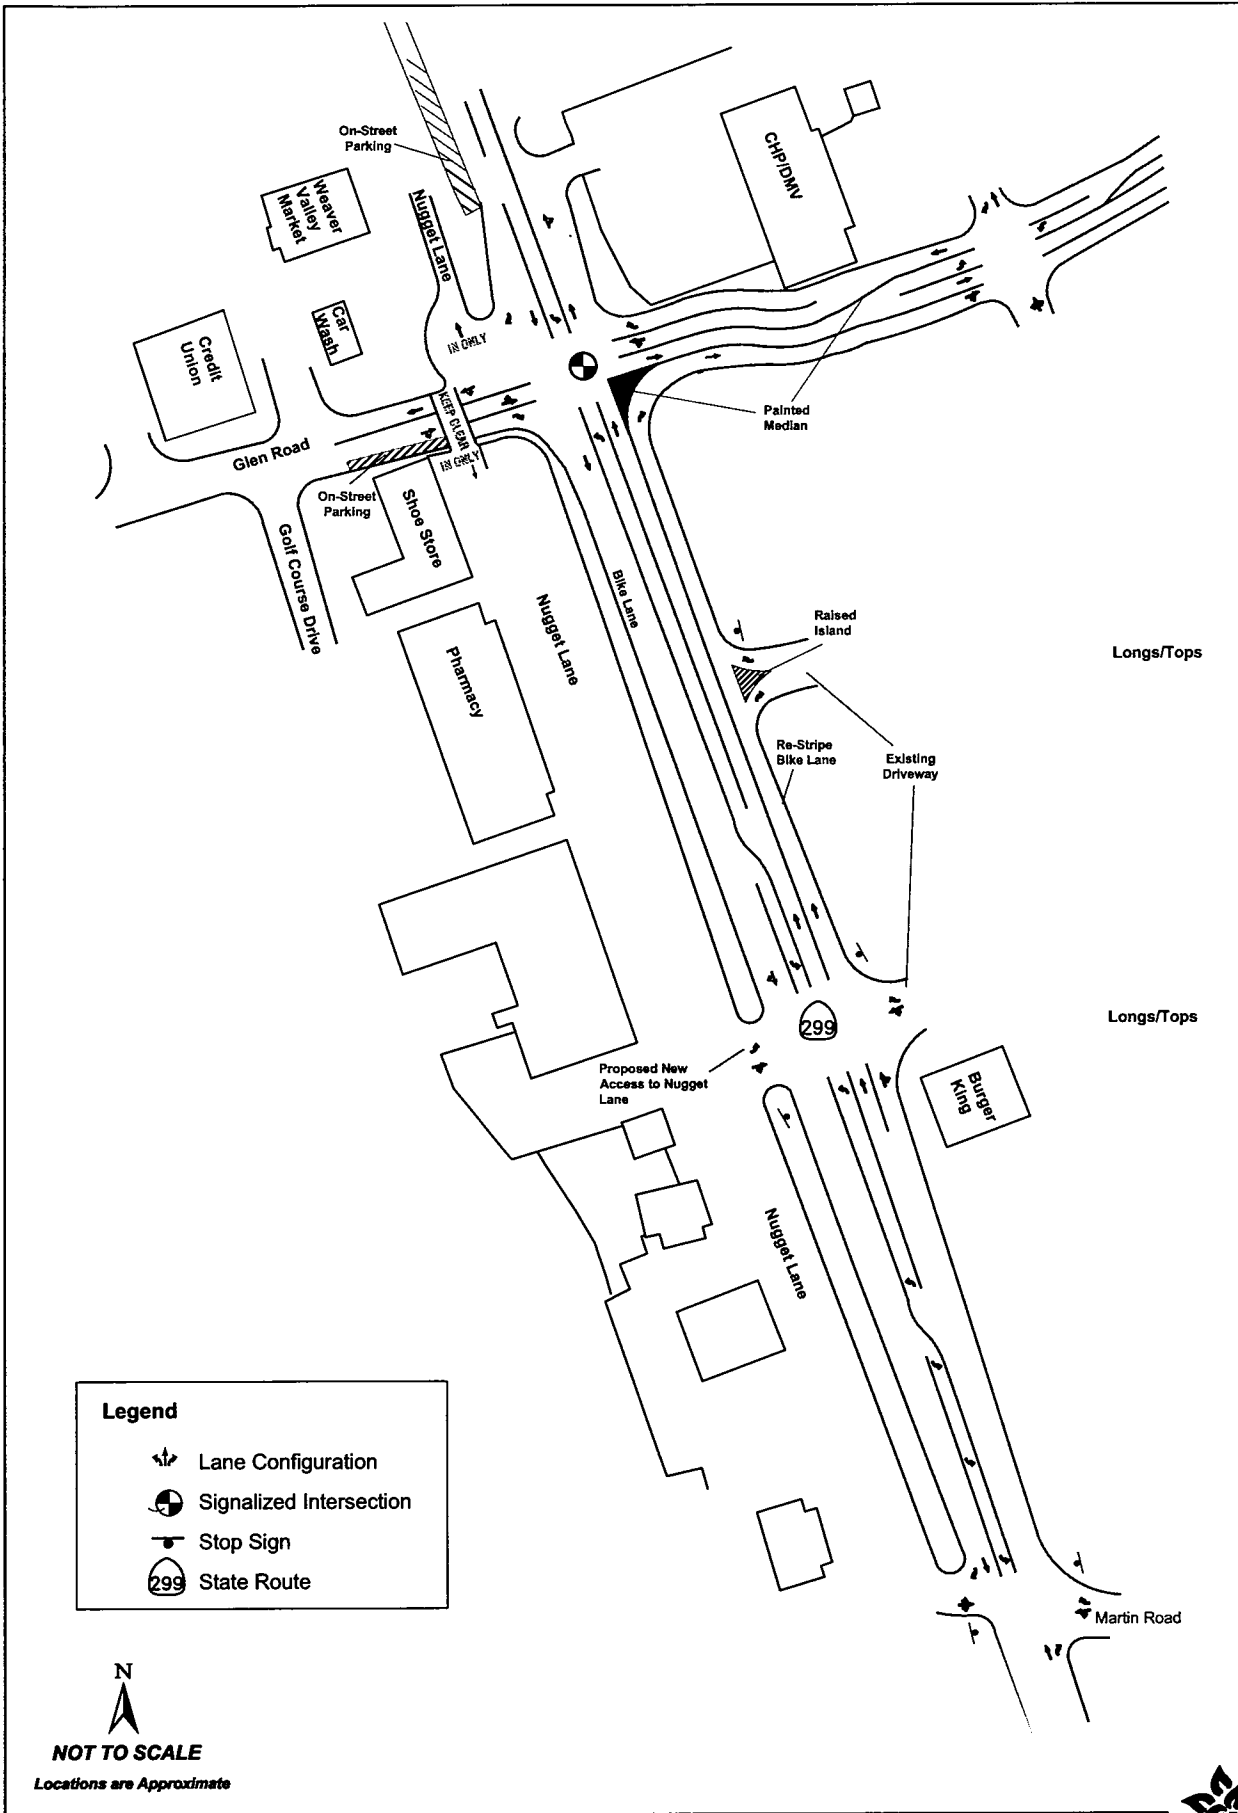 On-Street
Parking
CHP/DMV
Weaver
Valley
Market
Nugget Lane
Car
Wash
Credit
Union
IN ONLY
KEEP CLEAR
IN ONLY
Painted
Median
Glen Road
On-Street
Parking
Shoe Store
Golf Course Drive
Bike Lane
Nugget Lane
Raised
Island
Longs/Tops
Pharmacy
Re-Stripe
Bike Lane
Existing
Driveway
299
Longs/Tops
Proposed New
Access to Nugget
Lane
Burger
King
Nugget Lane
Legend
Lane Configuration
Signalized Intersection
Stop Sign
299 State Route
Martin Road
N
NOT TO SCALE
Locations are Approximate